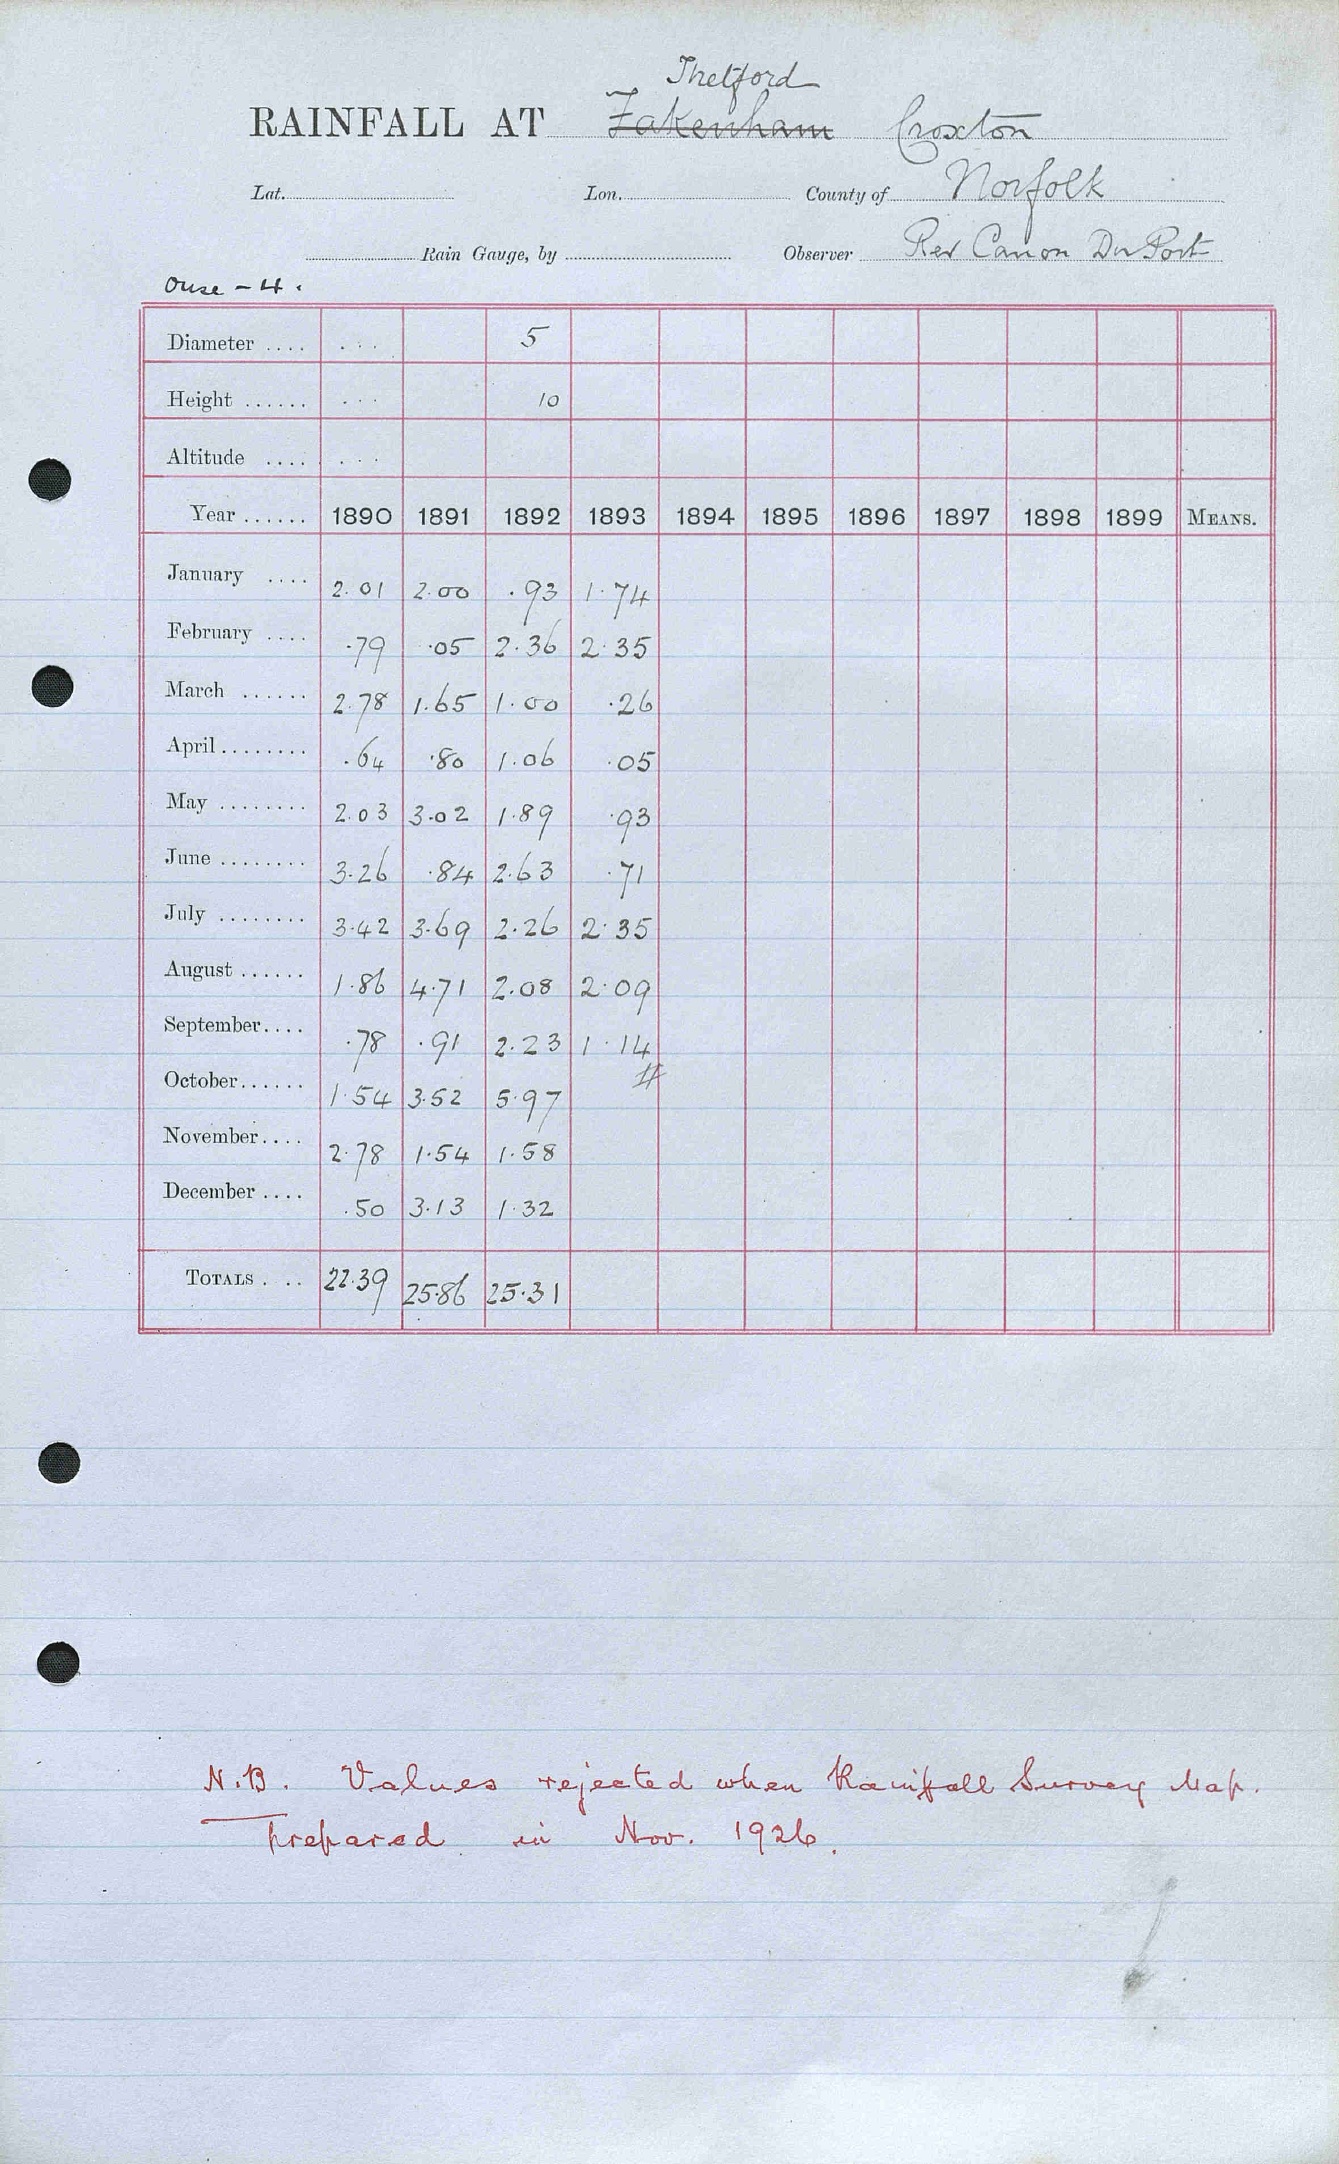 Thetford
RAINFALL AT Fakenham Croxton
Lat. Lon. County of Norfolk
Rain Gauge, by Observer Rev Canon Du Port
Ouse - 4.
Diameter .... ... 5
Height ...... ... 10
Altitude .... ...
Year ...... 1890 1891 1892 1893 1894 1895 1896 1897 1898 1899 MEANS.
January .... 2.01 2.00 .93 1.74
February .... .79 .05 2.36 2.35
March ...... 2.78 1.65 1.00 .26
April ........ .64 .80 1.06 .05
May ........ 2.03 3.02 1.89 .93
June ........ 3.26 .84 2.63 .71
July ........ 3.42 3.69 2.26 2.35
August ...... 1.86 4.71 2.08 2.09
September.... .78 .91 2.23 1.14
October...... 1.54 3.52 5.97 #
November.... 2.78 1.54 1.58
December .... .50 3.13 1.32
TOTALS . .. 22.39 25.86 25.31
N.B. Values rejected when Rainfall Survey Map.
prepared in Nov. 1926.